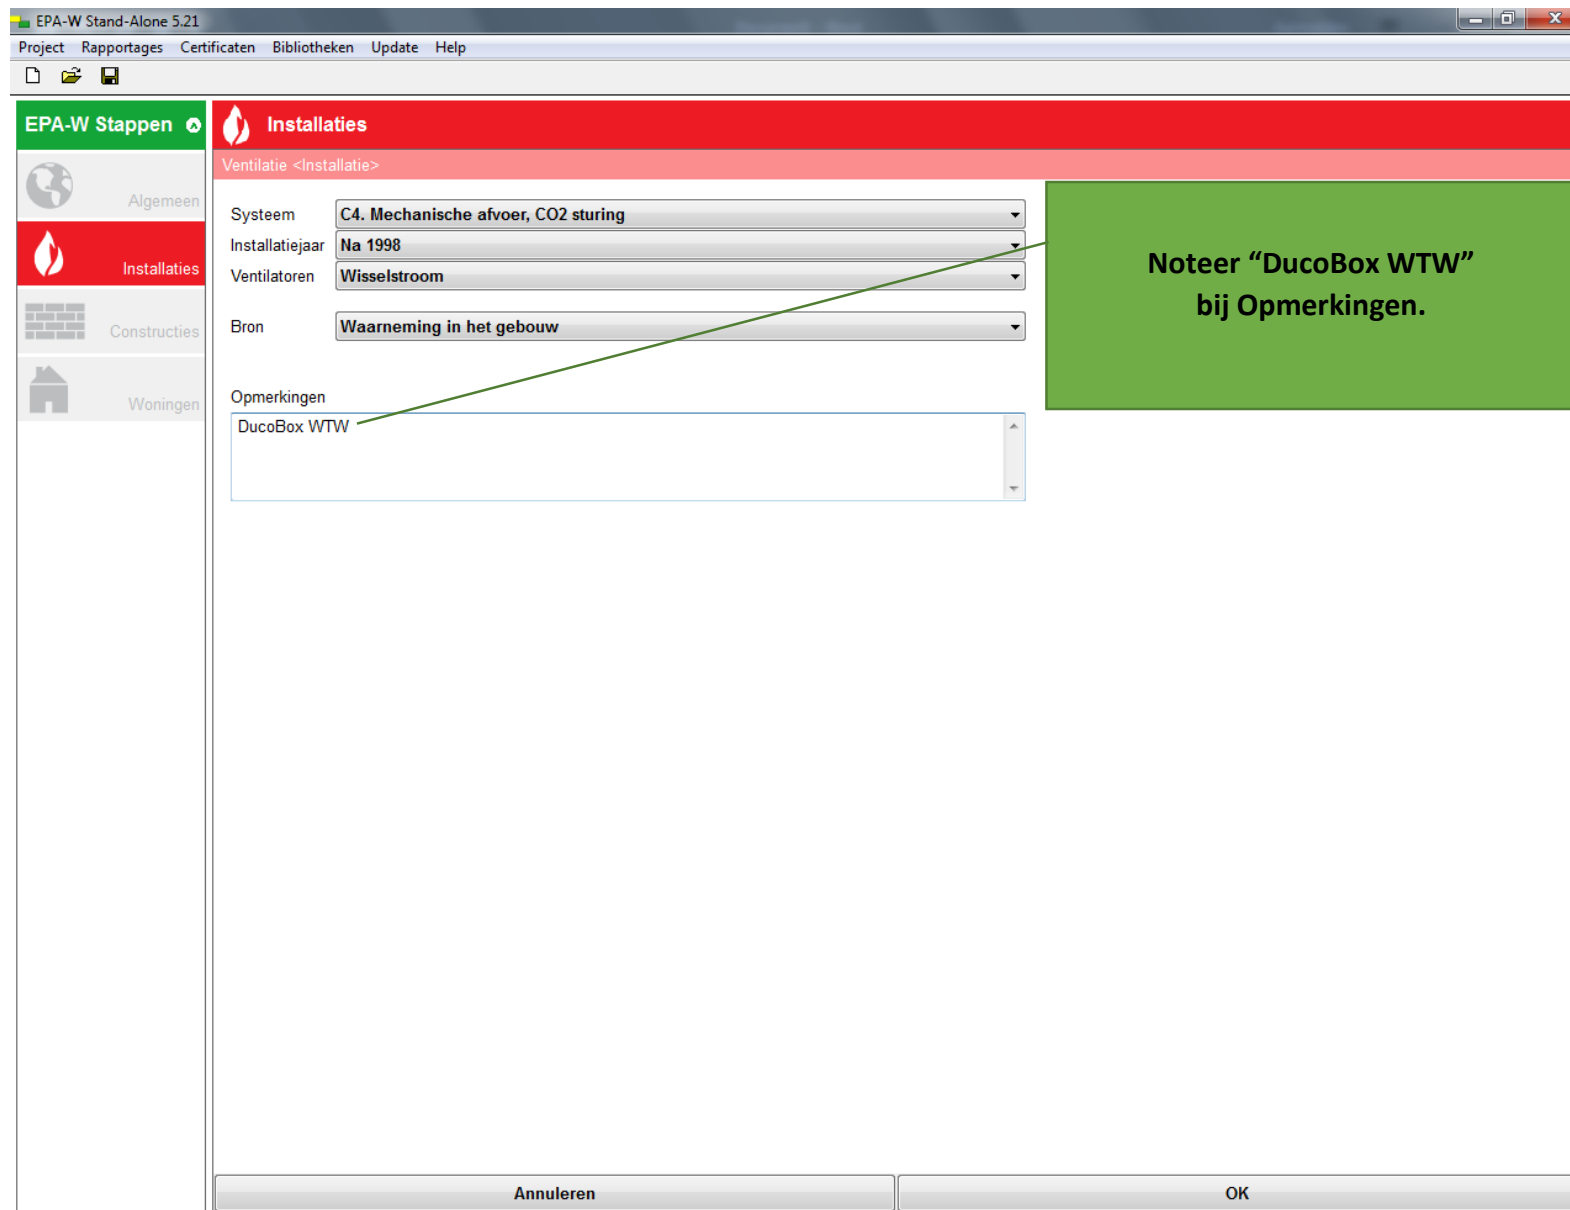 EPA-W Stand-Alone 5.21
Project Rapportages Certificaten Bibliotheken Update Help
EPA-W Stappen
Installaties
Ventilatie <Installatie>
Algemeen
Installaties
Constructies
Woningen
Systeem C4. Mechanische afvoer, CO2 sturing
Installatiejaar Na 1998
Ventilatoren Wisselstroom
Bron Waarneming in het gebouw
Opmerkingen
DucoBox WTW
Noteer “DucoBox WTW”
bij Opmerkingen.
Annuleren OK